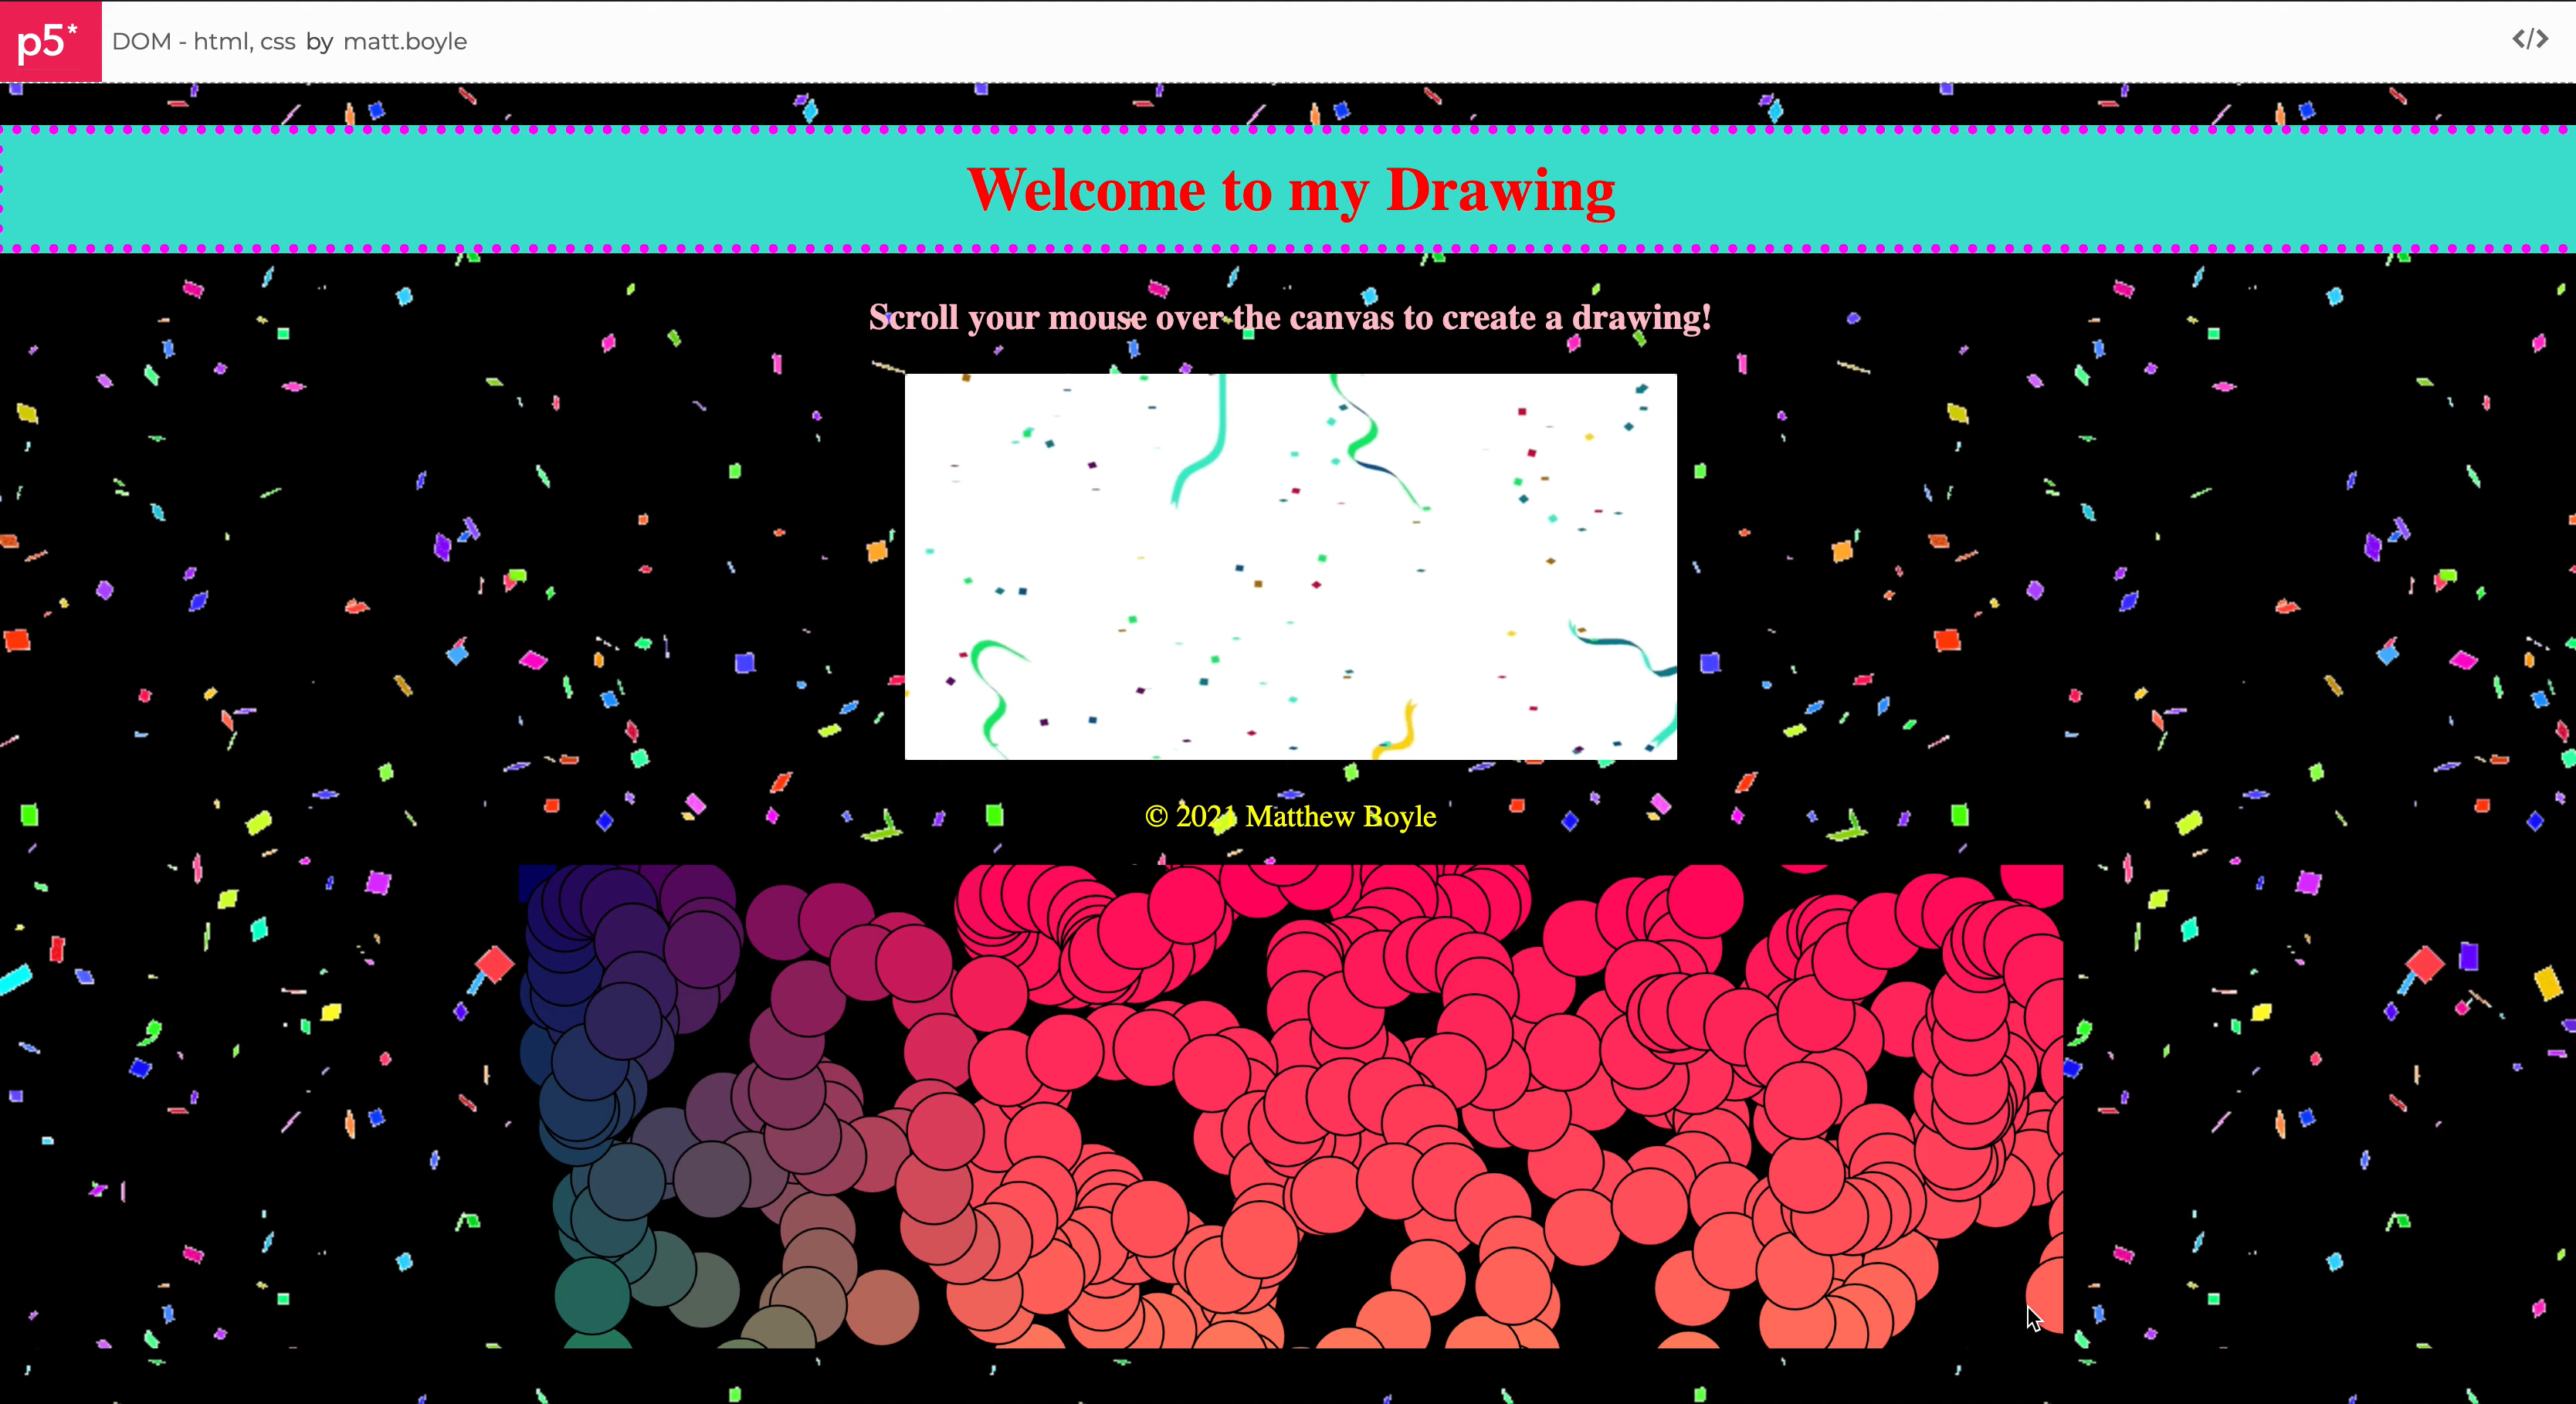 p5* DOM - html, css by matt.boyle </>
Welcome to my Drawing
Scroll your mouse over the canvas to create a drawing!
© 2021 Matthew Boyle